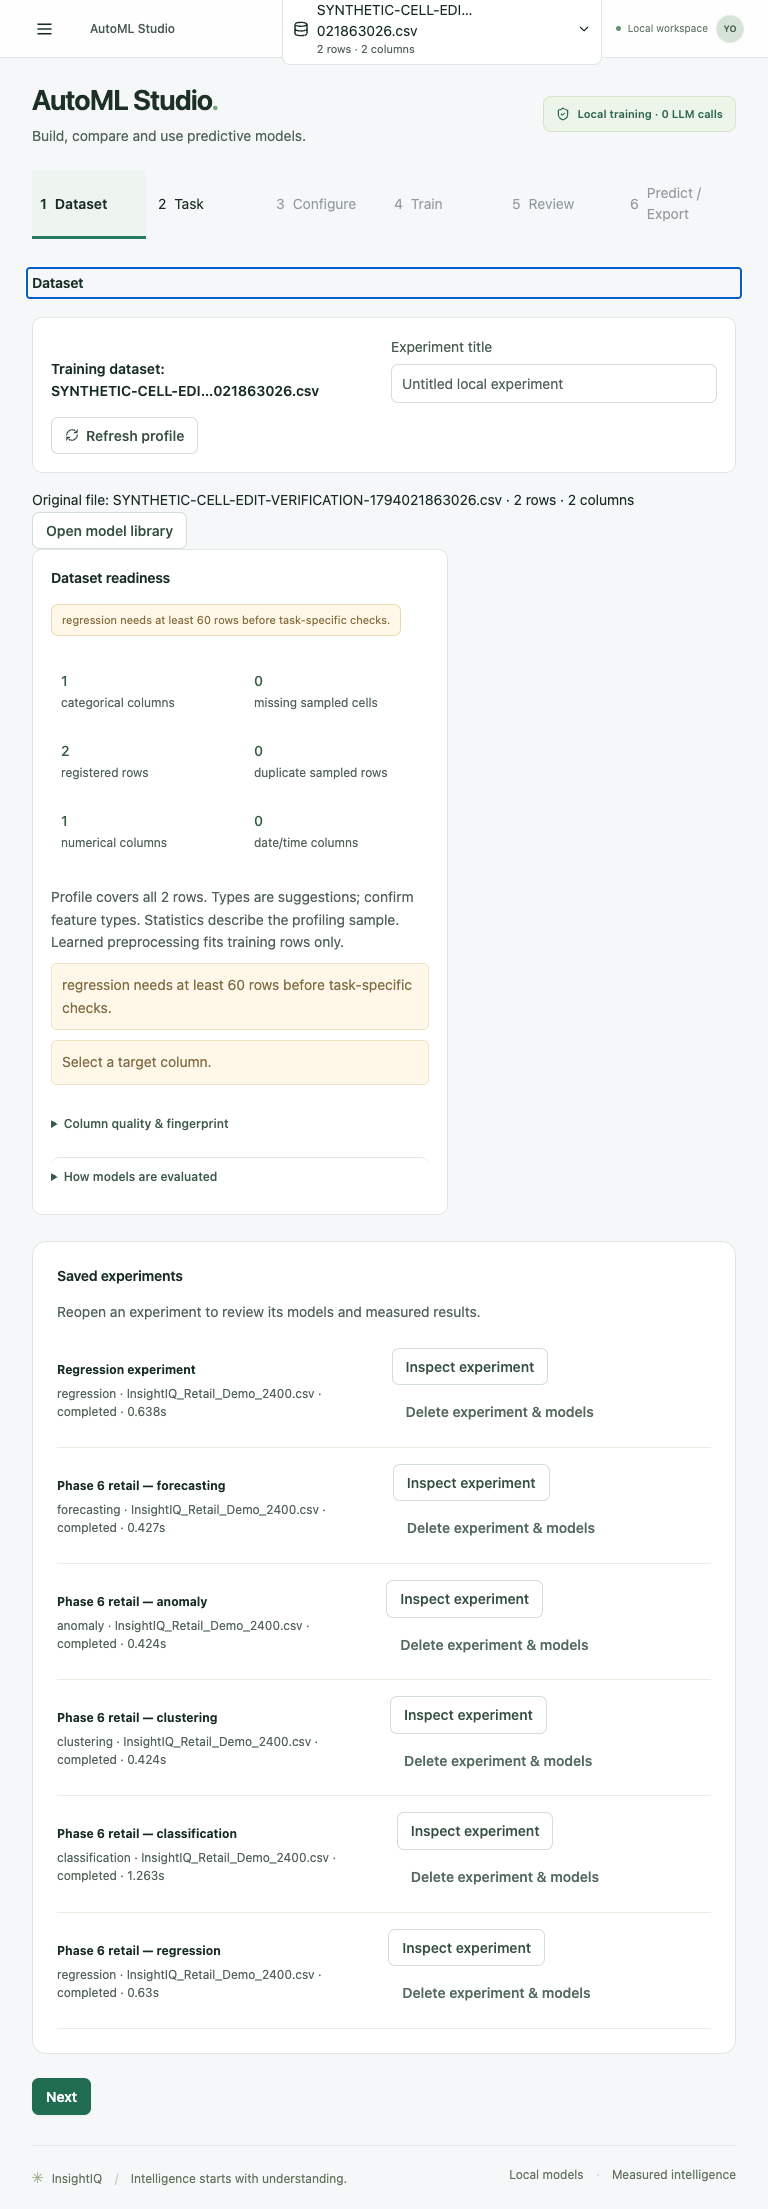 AutoML Studio
SYNTHETIC-CELL-EDI...
021863026.csv
2 rows · 2 columns
Local workspace
YO
AutoML Studio.
Build, compare and use predictive models.
Local training · 0 LLM calls
1 Dataset
2 Task
3 Configure
4 Train
5 Review
6 Predict /
Export
Dataset
Training dataset:
SYNTHETIC-CELL-EDI...021863026.csv
Refresh profile
Experiment title
Untitled local experiment
Original file: SYNTHETIC-CELL-EDIT-VERIFICATION-1794021863026.csv · 2 rows · 2 columns
Open model library
Dataset readiness
regression needs at least 60 rows before task-specific checks.
1
categorical columns
0
missing sampled cells
2
registered rows
0
duplicate sampled rows
1
numerical columns
0
date/time columns
Profile covers all 2 rows. Types are suggestions; confirm
feature types. Statistics describe the profiling sample.
Learned preprocessing fits training rows only.
regression needs at least 60 rows before task-specific
checks.
Select a target column.
Column quality & fingerprint
How models are evaluated
Saved experiments
Reopen an experiment to review its models and measured results.
Regression experiment
regression · InsightIQ_Retail_Demo_2400.csv ·
completed · 0.638s
Inspect experiment
Delete experiment & models
Phase 6 retail — forecasting
forecasting · InsightIQ_Retail_Demo_2400.csv ·
completed · 0.427s
Inspect experiment
Delete experiment & models
Phase 6 retail — anomaly
anomaly · InsightIQ_Retail_Demo_2400.csv ·
completed · 0.424s
Inspect experiment
Delete experiment & models
Phase 6 retail — clustering
clustering · InsightIQ_Retail_Demo_2400.csv ·
completed · 0.424s
Inspect experiment
Delete experiment & models
Phase 6 retail — classification
classification · InsightIQ_Retail_Demo_2400.csv ·
completed · 1.263s
Inspect experiment
Delete experiment & models
Phase 6 retail — regression
regression · InsightIQ_Retail_Demo_2400.csv ·
completed · 0.63s
Inspect experiment
Delete experiment & models
Next
InsightIQ / Intelligence starts with understanding.
Local models · Measured intelligence